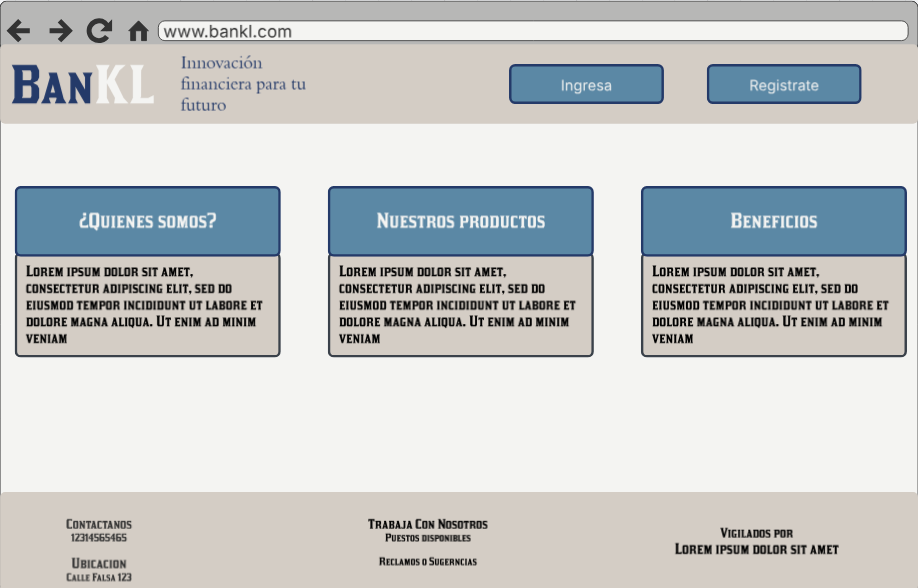 www.bankl.com
BANKL
Innovación
financiera para tu
futuro
Ingresa
Registrate
¿QUIENES SOMOS?
LOREM IPSUM DOLOR SIT AMET,
CONSECTETUR ADIPISCING ELIT, SED DO
EIUSMOD TEMPOR INCIDIDUNT UT LABORE ET
DOLORE MAGNA ALIQUA. UT ENIM AD MINIM
VENIAM
NUESTROS PRODUCTOS
LOREM IPSUM DOLOR SIT AMET,
CONSECTETUR ADIPISCING ELIT, SED DO
EIUSMOD TEMPOR INCIDIDUNT UT LABORE ET
DOLORE MAGNA ALIQUA. UT ENIM AD MINIM
VENIAM
BENEFICIOS
LOREM IPSUM DOLOR SIT AMET,
CONSECTETUR ADIPISCING ELIT, SED DO
EIUSMOD TEMPOR INCIDIDUNT UT LABORE ET
DOLORE MAGNA ALIQUA. UT ENIM AD MINIM
VENIAM
CONTACTANOS
12314565465
UBICACION
CALLE FALSA 123
TRABAJA CON NOSOTROS
PUESTOS DISPONIBLES
RECLAMOS O SUGERNCIAS
VIGILADOS POR
LOREM IPSUM DOLOR SIT AMET